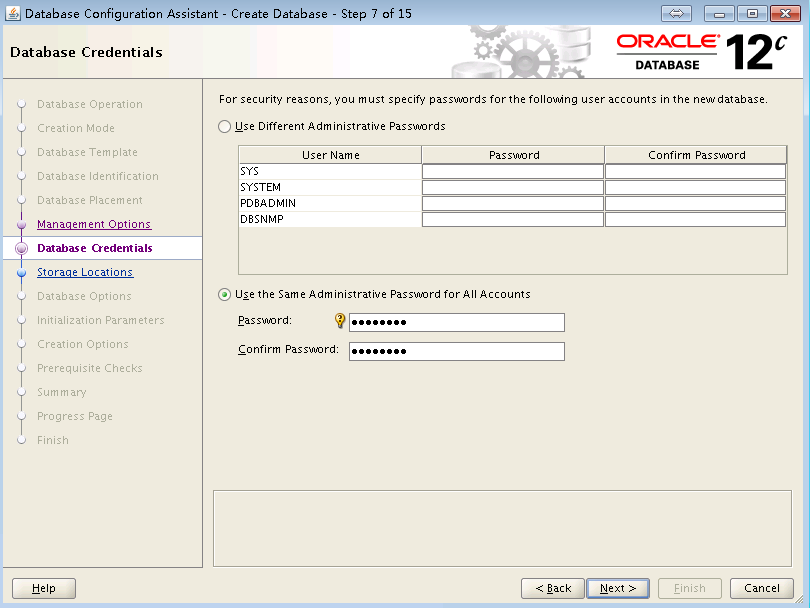 Database Configuration Assistant - Create Database - Step 7 of 15
Database Credentials
ORACLE®
DATABASE
12c
Database Operation
Creation Mode
Database Template
Database Identification
Database Placement
Management Options
Database Credentials
Storage Locations
Database Options
Initialization Parameters
Creation Options
Prerequisite Checks
Summary
Progress Page
Finish
For security reasons, you must specify passwords for the following user accounts in the new database.
Use Different Administrative Passwords
User Name Password Confirm Password
SYS
SYSTEM
PDBADMIN
DBSNMP
Use the Same Administrative Password for All Accounts
Password: ? ●●●●●●●●
Confirm Password: ●●●●●●●●
Help < Back Next > Finish Cancel